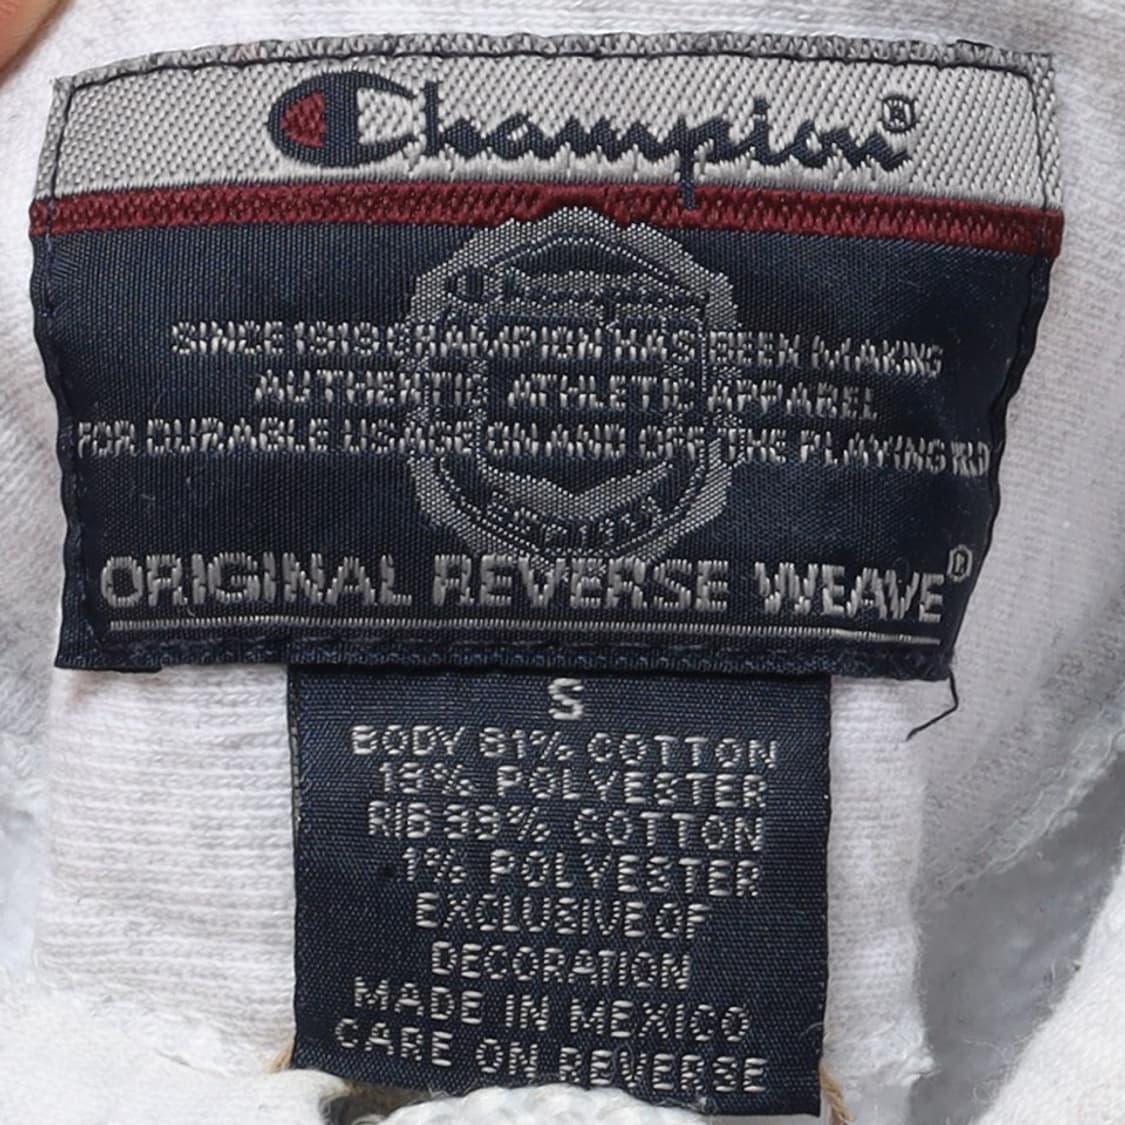 Champion®
Champion
SINCE 1919 CHAMPION HAS BEEN MAKING
AUTHENTIC ATHLETIC APPAREL
FOR DURABLE USAGE ON AND OFF THE PLAYING FIELD
ORIGINAL REVERSE WEAVE®
S
BODY 81% COTTON
19% POLYESTER
RIB 99% COTTON
1% POLYESTER
EXCLUSIVE OF
DECORATION
MADE IN MEXICO
CARE ON REVERSE